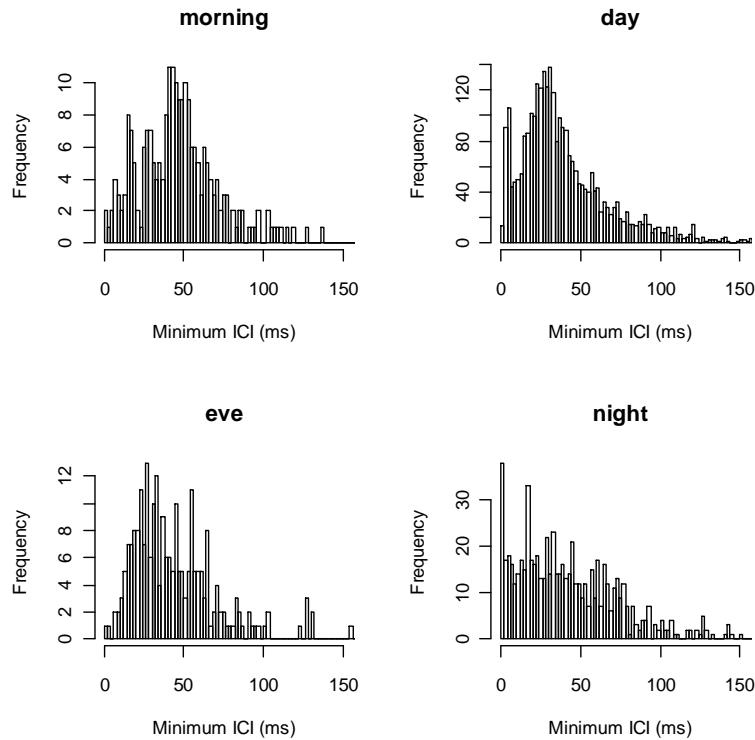 morning
Frequency
0 2 4 6 8 10
0 50 100 150
Minimum ICI (ms)
day
Frequency
0 40 80 120
0 50 100 150
Minimum ICI (ms)
eve
Frequency
0 2 4 6 8 12
0 50 100 150
Minimum ICI (ms)
night
Frequency
0 10 20 30
0 50 100 150
Minimum ICI (ms)